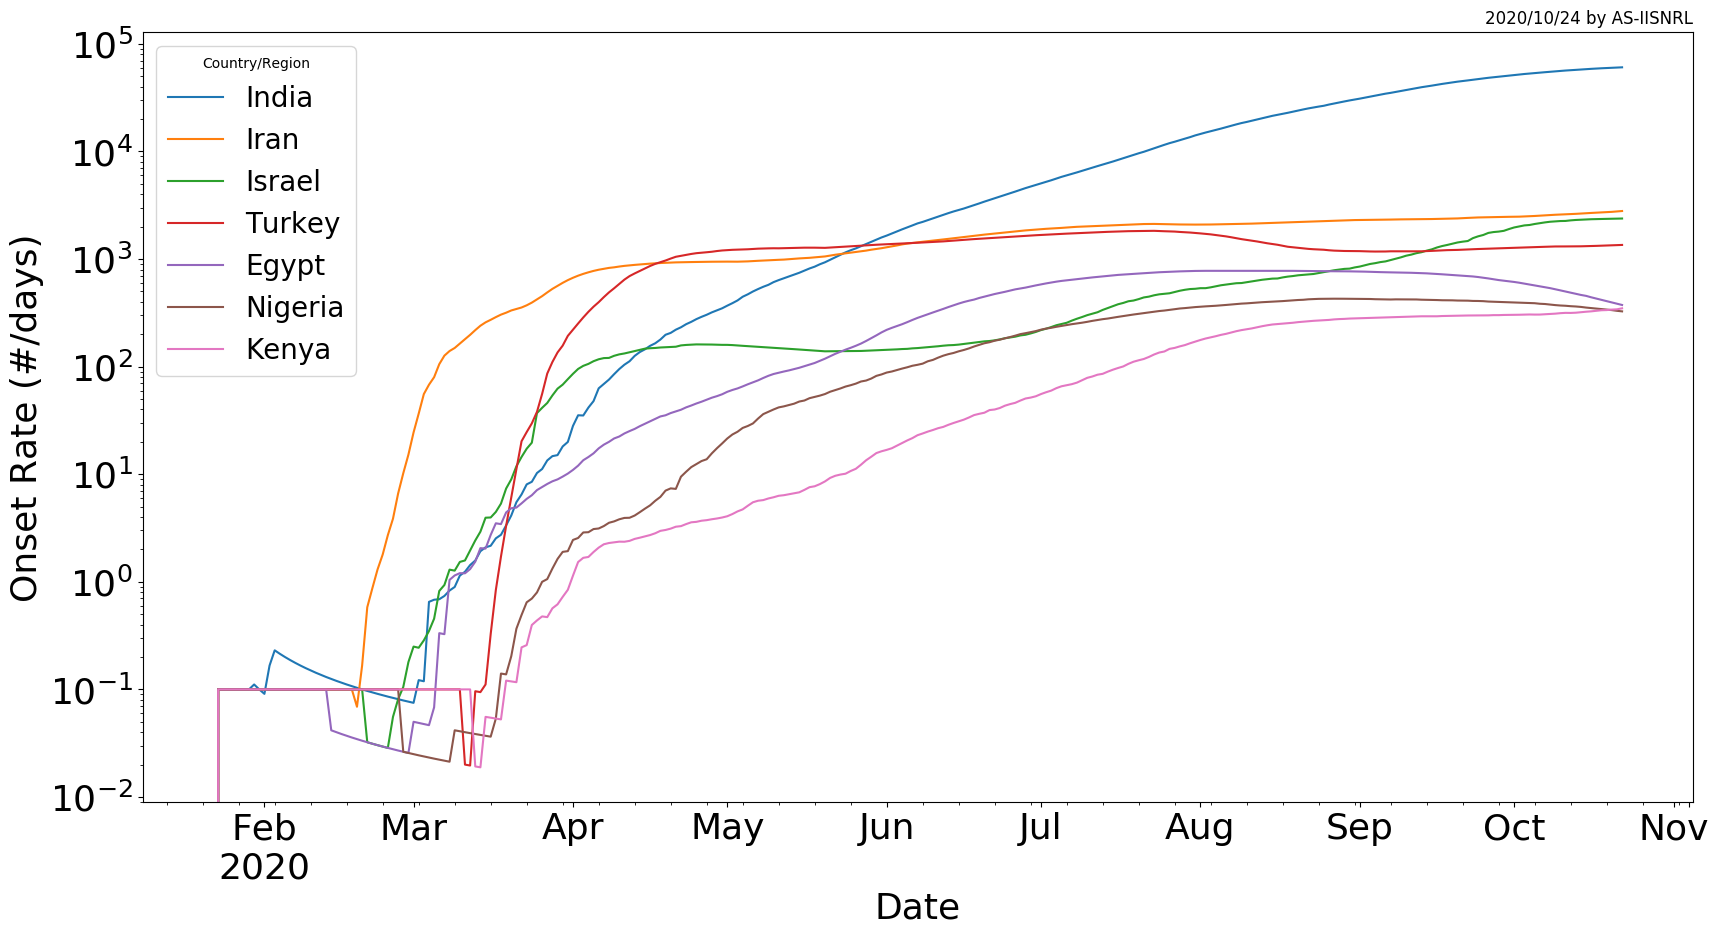 2020/10/24 by AS-IISNRL
10^5
10^4
10^3
10^2
10^1
10^0
10^−1
10^−2
Onset Rate (#/days)
Country/Region
India
Iran
Israel
Turkey
Egypt
Nigeria
Kenya
Feb Mar Apr May Jun Jul Aug Sep Oct Nov
2020
Date